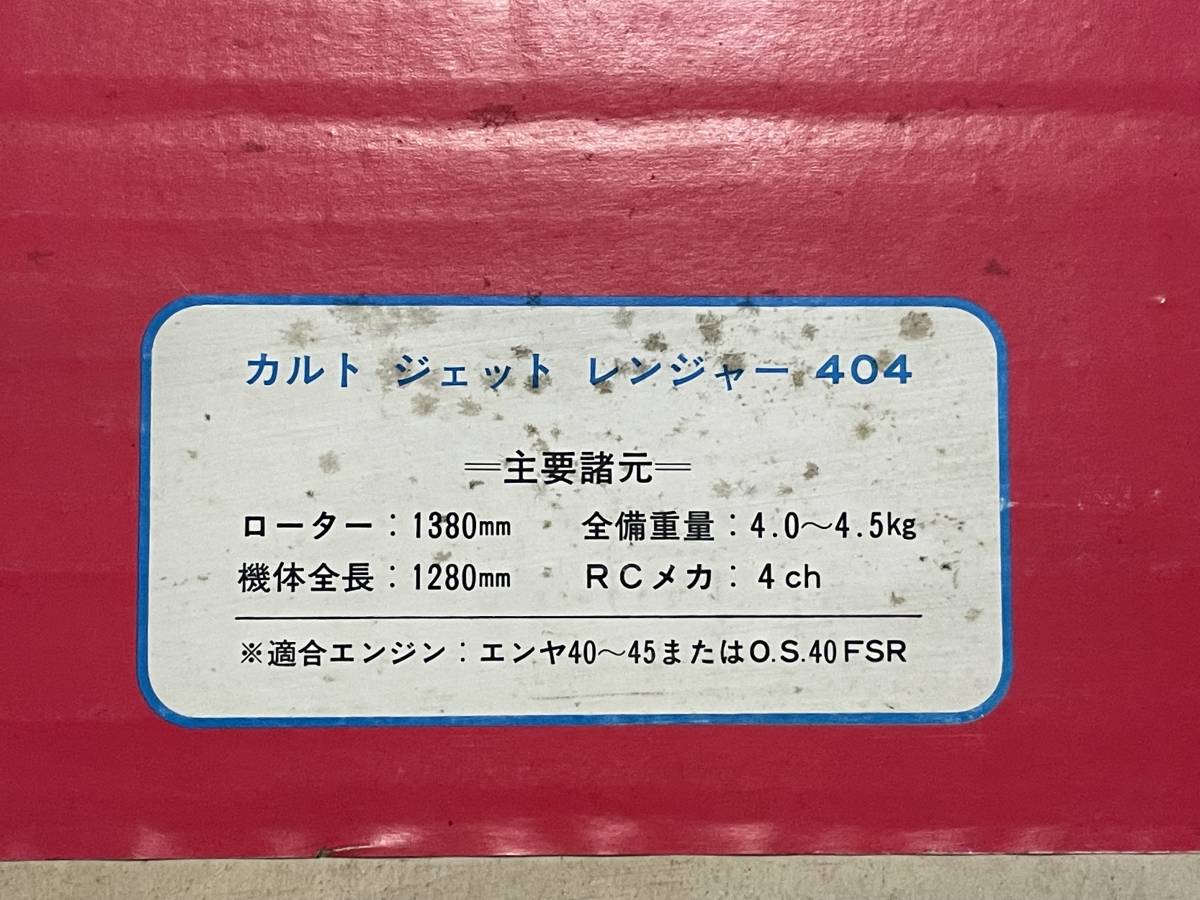 カルト ジェット レンジャー 404
＝主要諸元＝
ローター：1380mm 全備重量：4.0〜4.5kg
機体全長：1280mm RCメカ：4ch
※適合エンジン：エンヤ40〜45またはO.S.40FSR